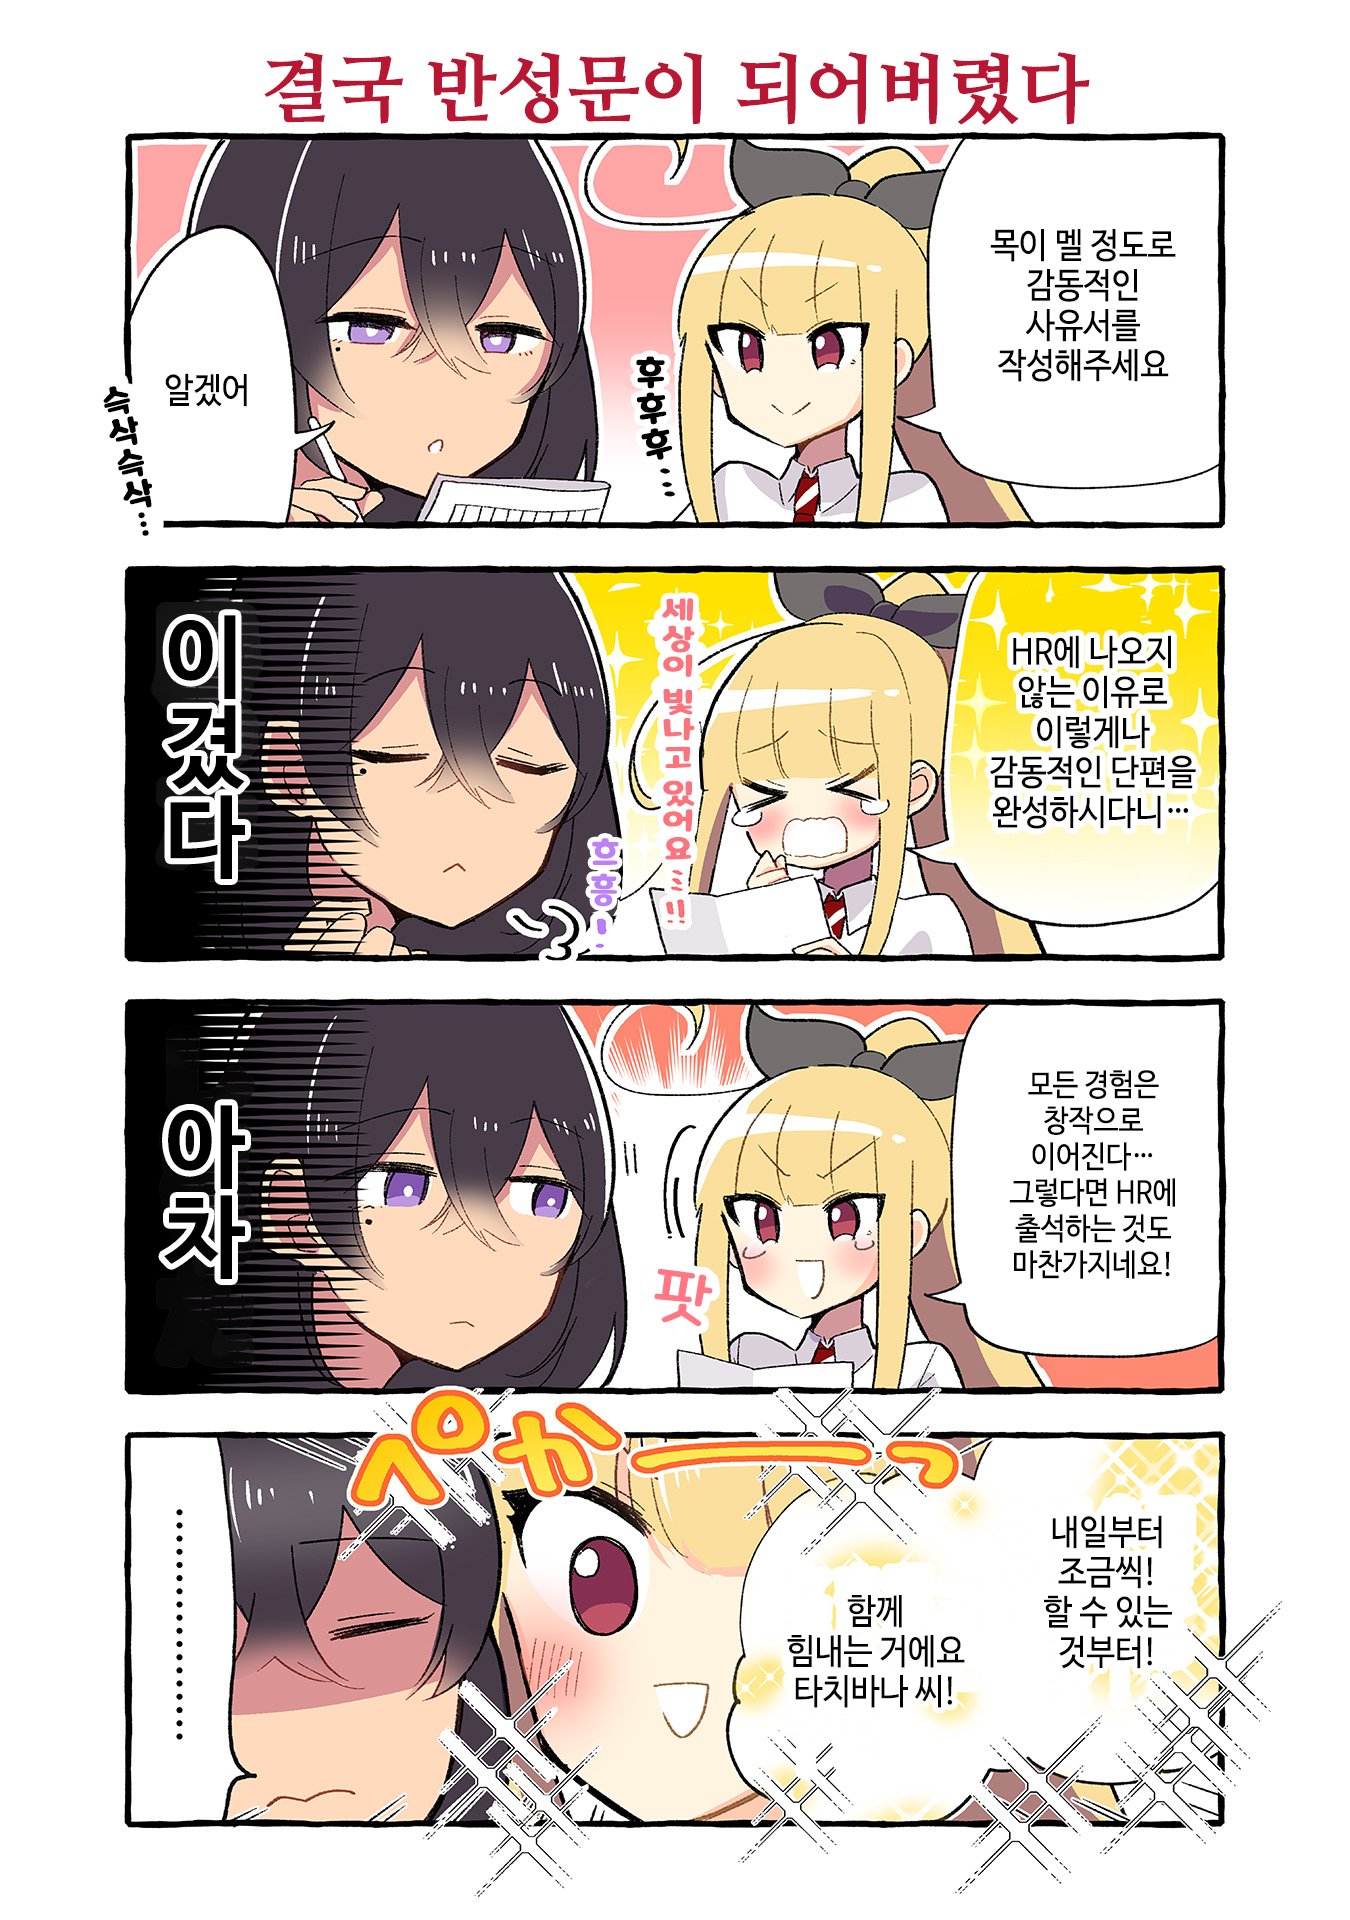 결국 반성문이 되어버렸다
목이 멜 정도로
감동적인
사유서를
작성해주세요
후후후…
알겠어
슥삭슥삭…
HR에 나오지
않는 이유로
이렇게나
감동적인 단편을
완성하시다니…
세상이 빛나고 있어요…!!
흐흥!
이겼다
모든 경험은
창작으로
이어진다…
그렇다면 HR에
출석하는 것도
마찬가지네요!
팟
아차
ペかーっ
내일부터
조금씩!
할 수 있는
것부터!
함께
힘내는 거에요
타치바나 씨!
………………